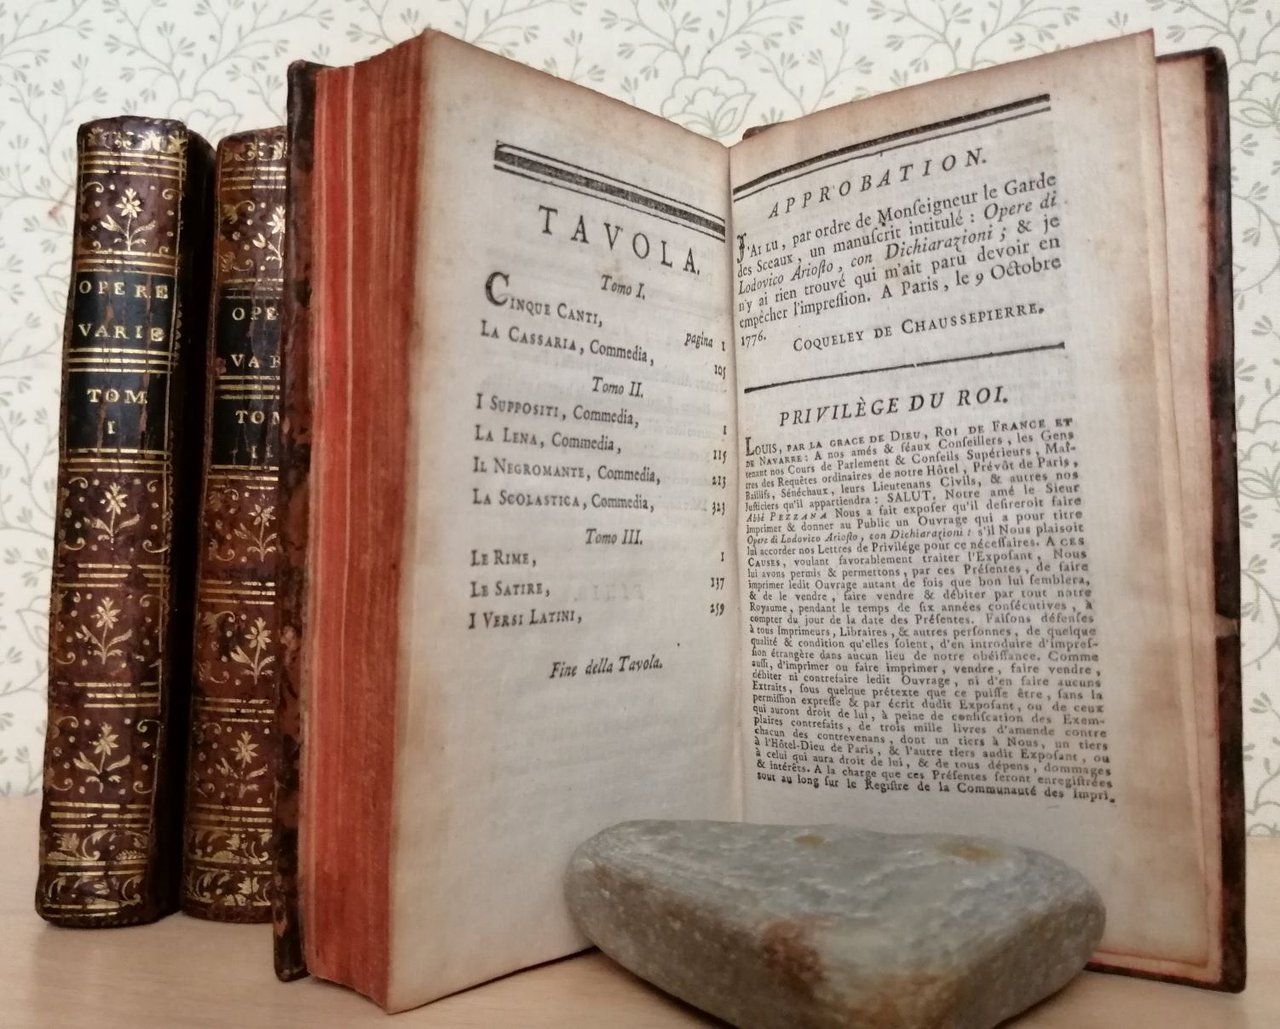 OPERE
VARIE
TOM.
I
OPE
VAR
TOM
II
TAVOLA.
Tomo I.
CINQUE CANTI, pagina 1
LA CASSARIA, Commedia, 105
Tomo II.
I SUPPOSITI, Commedia, 1
LA LENA, Commedia, 115
IL NEGROMANTE, Commedia, 213
LA SCOLASTICA, Commedia, 323
Tomo III.
LE RIME, 1
LE SATIRE, 137
I VERSI LATINI, 259
Fine della Tavola.
APPROBATION.
J'AI LU, par ordre de Monſeigneur le Garde
des Sceaux, un manuſcrit intitulé : Opere di
Lodovico Arioſto, con Dichiarazioni ; & je
n'y ai rien trouvé qui m'ait paru devoir en
empêcher l'impreſſion. A Paris, le 9 Octobre
1776. COQUELEY DE CHAUSSEPIERRE.
PRIVILÈGE DU ROI.
LOUIS, PAR LA GRACE DE DIEU, ROI DE FRANCE ET
DE NAVARRE : A nos amés & féaux Conſeillers, les Gens
tenant nos Cours de Parlement & Conſeils Supérieurs, Maſ-
tres des Requêtes ordinaires de notre Hôtel, Prévôt de Paris,
Baillifs, Sénéchaux, leurs Lieutenans Civils, & autres nos
Juſticiers qu'il appartiendra : SALUT. Notre amé le Sieur
Abbé PEZZANA Nous a fait expoſer qu'il deſireroit faire
imprimer & donner au Public un Ouvrage qui a pour titre
Opere di Lodovico Arioſto, con Dichiarazioni : s'il Nous plaiſoit
lui accorder nos Lettres de Privilége pour ce néceſſaires. A CES
CAUSES, voulant favorablement traiter l'Expoſant, Nous
lui avons permis & permettons, par ces Préſentes, de faire
imprimer ledit Ouvrage autant de fois que bon lui ſemblera,
& de le vendre, faire vendre & débiter par tout notre
Royaume, pendant le temps de ſix années conſécutives, à
compter du jour de la date des Préſentes. Faiſons défenſes
à tous Imprimeurs, Libraires, & autres perſonnes, de quelque
qualité & condition qu'elles ſoient, d'en introduire d'impreſ-
ſion étrangère dans aucun lieu de notre obéiſſance. Comme
auſſi, d'imprimer ou faire imprimer, vendre, faire vendre,
débiter ni contrefaire ledit Ouvrage, ni d'en faire aucuns
Extraits, ſous quelque prétexte que ce puiſſe être, ſans la
permiſſion expreſſe & par écrit dudit Expoſant, ou de ceux
qui auront droit de lui, à peine de confiſcation des Exem-
plaires contrefaits, de trois mille livres d'amende contre
chacun des contrevenans, dont un tiers à Nous, un tiers
à l'Hôtel-Dieu de Paris, & l'autre tiers audit Expoſant, ou
à celui qui aura droit de lui, & de tous dépens, dommages
& intérêts. A la charge que ces Préſentes ſeront enregiſtrées
tout au long ſur le Regiſtre de la Communauté des Impri-